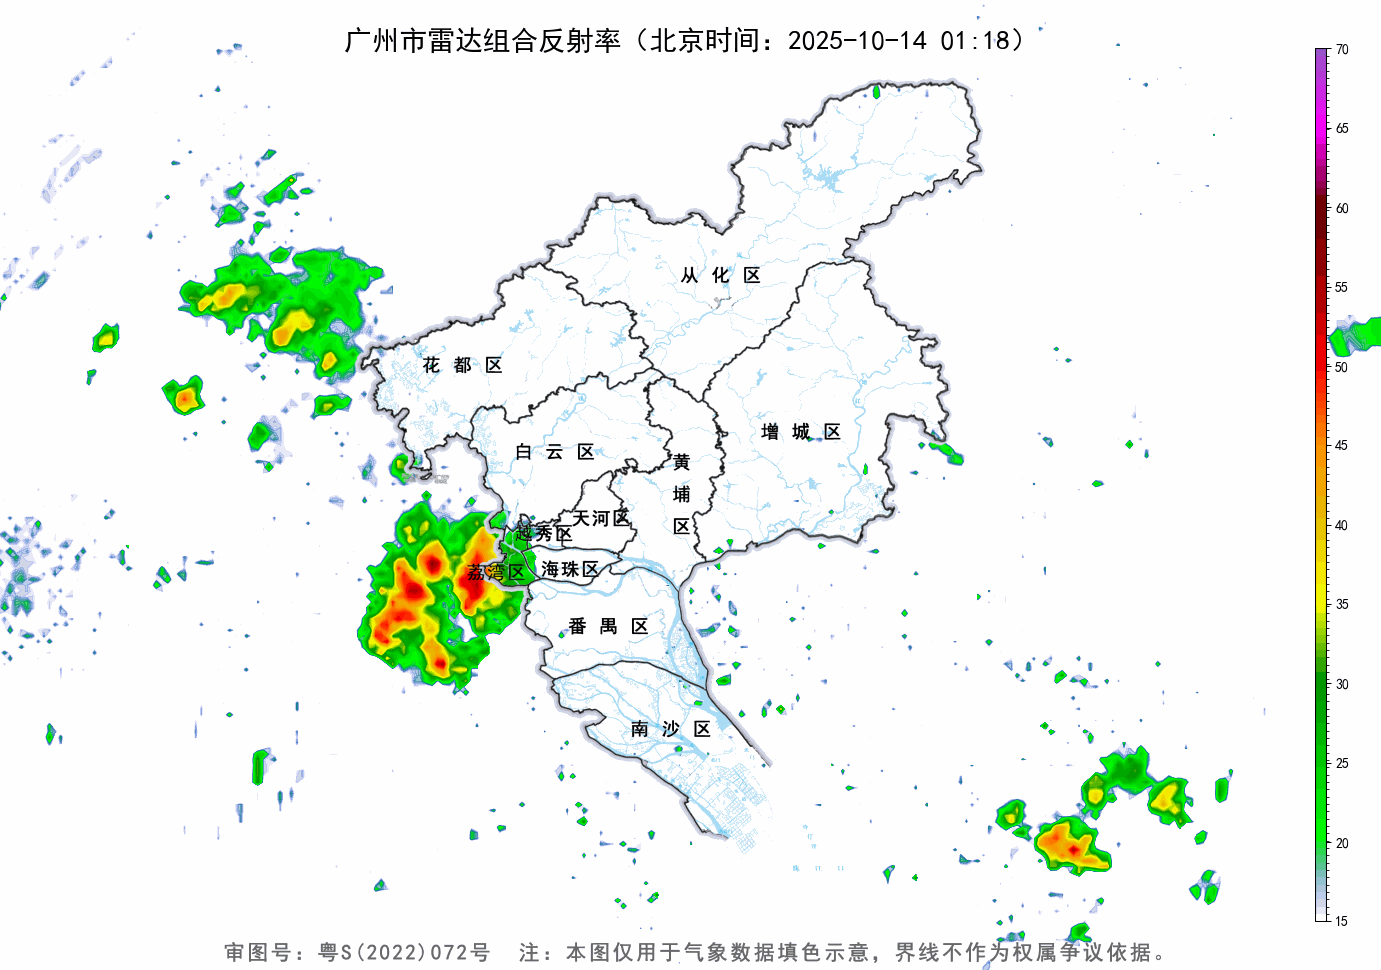 广州市雷达组合反射率（北京时间：2025-10-14 01:18）
70
65
60
55
50
45
40
35
30
25
20
15
从化区
花都区
增城区
白云区
黄埔区
天河区
越秀区
荔湾区
海珠区
番禺区
南沙区
审图号：粤S(2022)072号 注：本图仅用于气象数据填色示意，界线不作为权属争议依据。